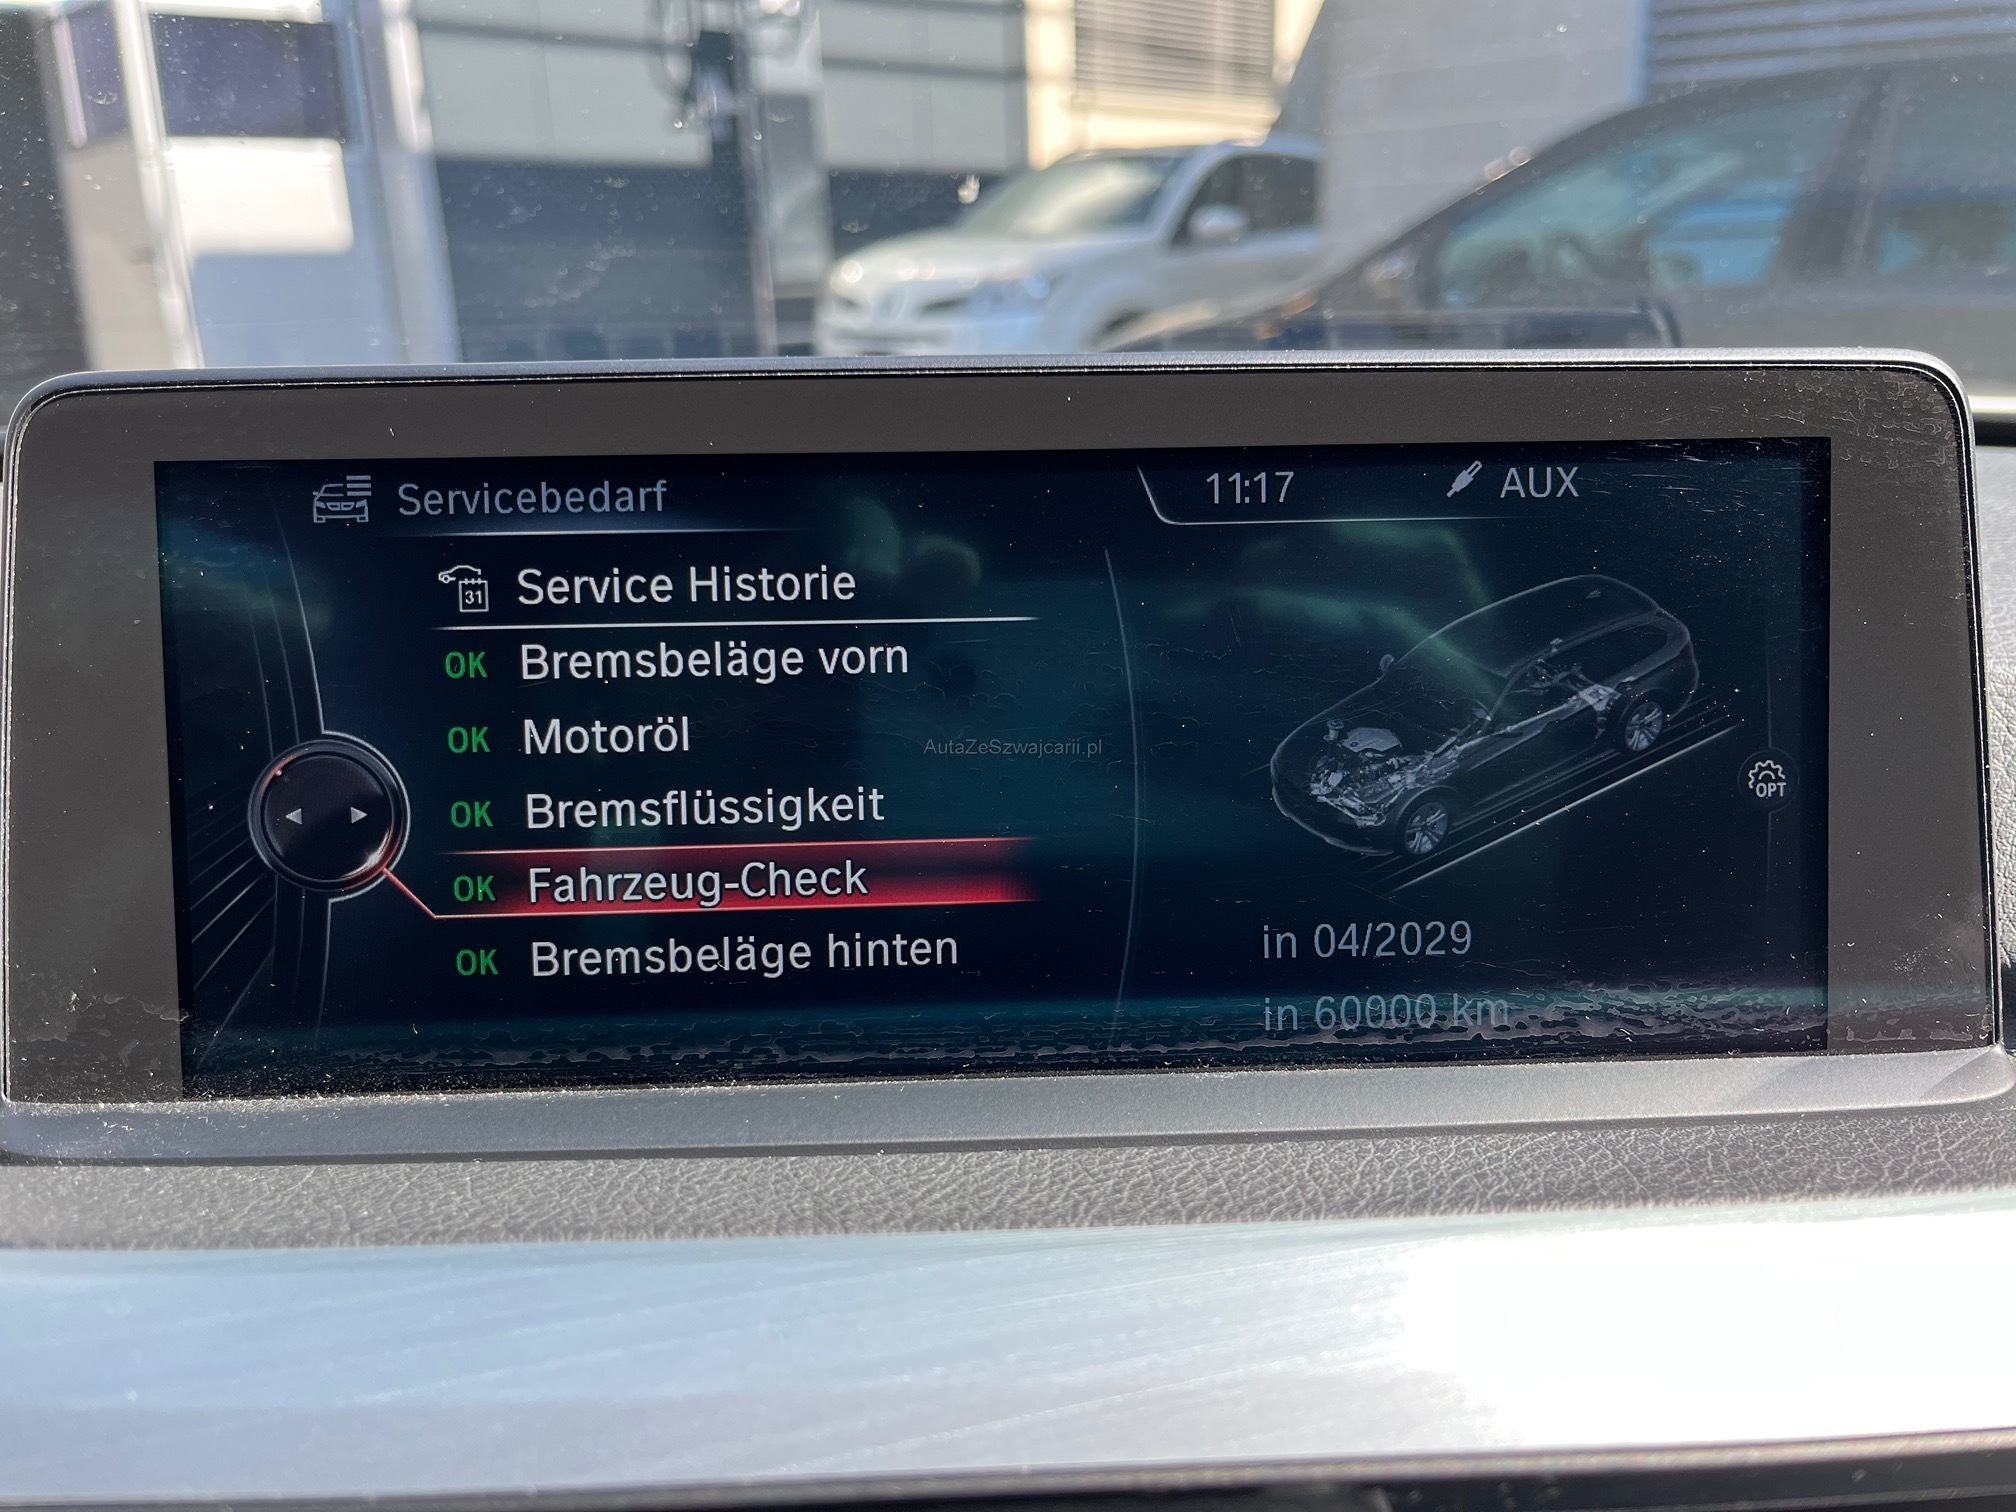 Servicebedarf
11:17
AUX
31
Service Historie
OK Bremsbeläge vorn
OK Motoröl
AutaZeSzwajcarii.pl
OK Bremsflüssigkeit
OPT
OK Fahrzeug-Check
OK Bremsbeläge hinten
in 04/2029
in 60000 km